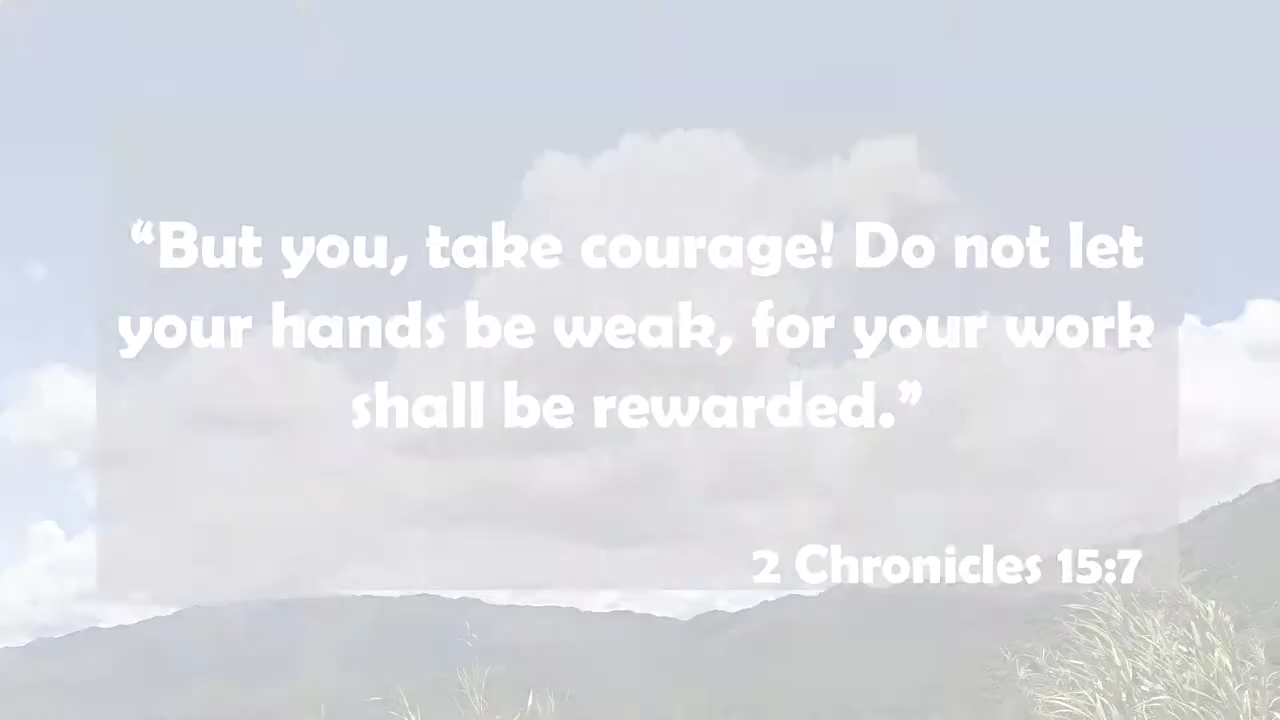 “But you, take courage! Do not let
your hands be weak, for your work
shall be rewarded.”
2 Chronicles 15:7